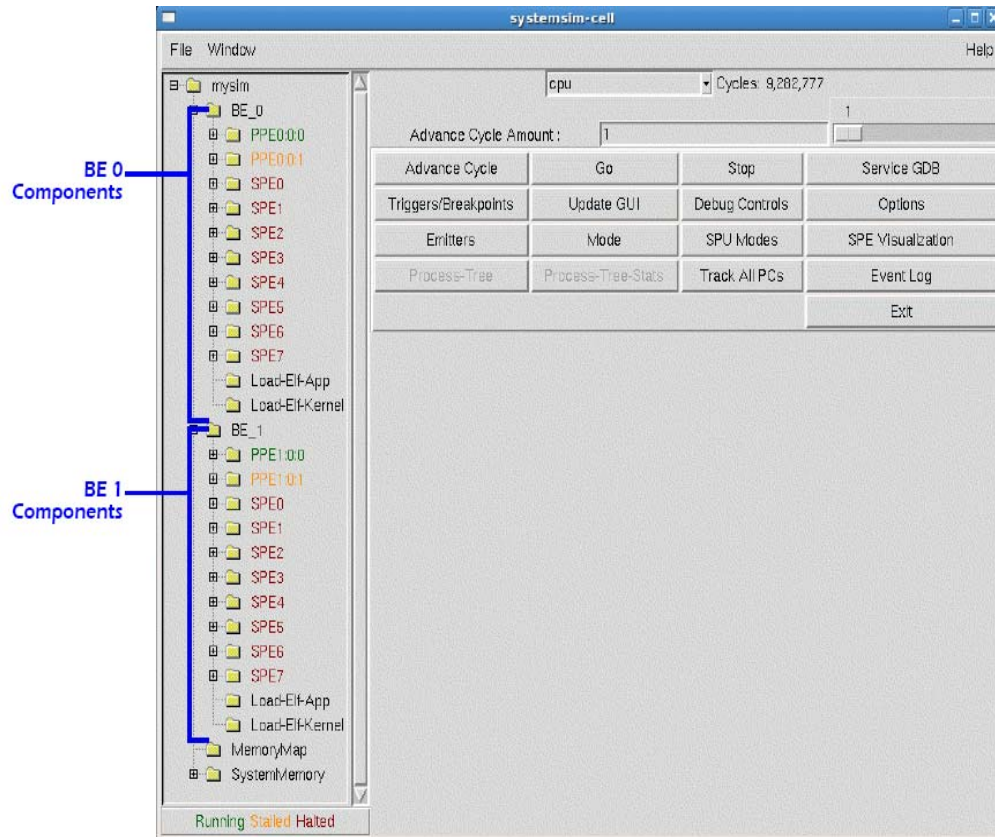 systemsim-cell
File Window Help
mysim
cpu Cycles: 9,282,777
BE_0
1
PPE0:0:0
Advance Cycle Amount : 1
PPE0:0:1
BE 0
Components
SPE0
SPE1
SPE2
SPE3
SPE4
SPE5
SPE6
SPE7
Load-Elf-App
Load-Elf-Kernel
BE_1
PPE1:0:0
PPE1:0:1
BE 1
Components
SPE0
SPE1
SPE2
SPE3
SPE4
SPE5
SPE6
SPE7
Load-Elf-App
Load-Elf-Kernel
MemoryMap
SystemMemory
Running Stalled Halted
Advance Cycle Go Stop Service GDB
Triggers/Breakpoints Update GUI Debug Controls Options
Emitters Mode SPU Modes SPE Visualization
Process-Tree Process-Tree-Stats Track All PCs Event Log
Exit